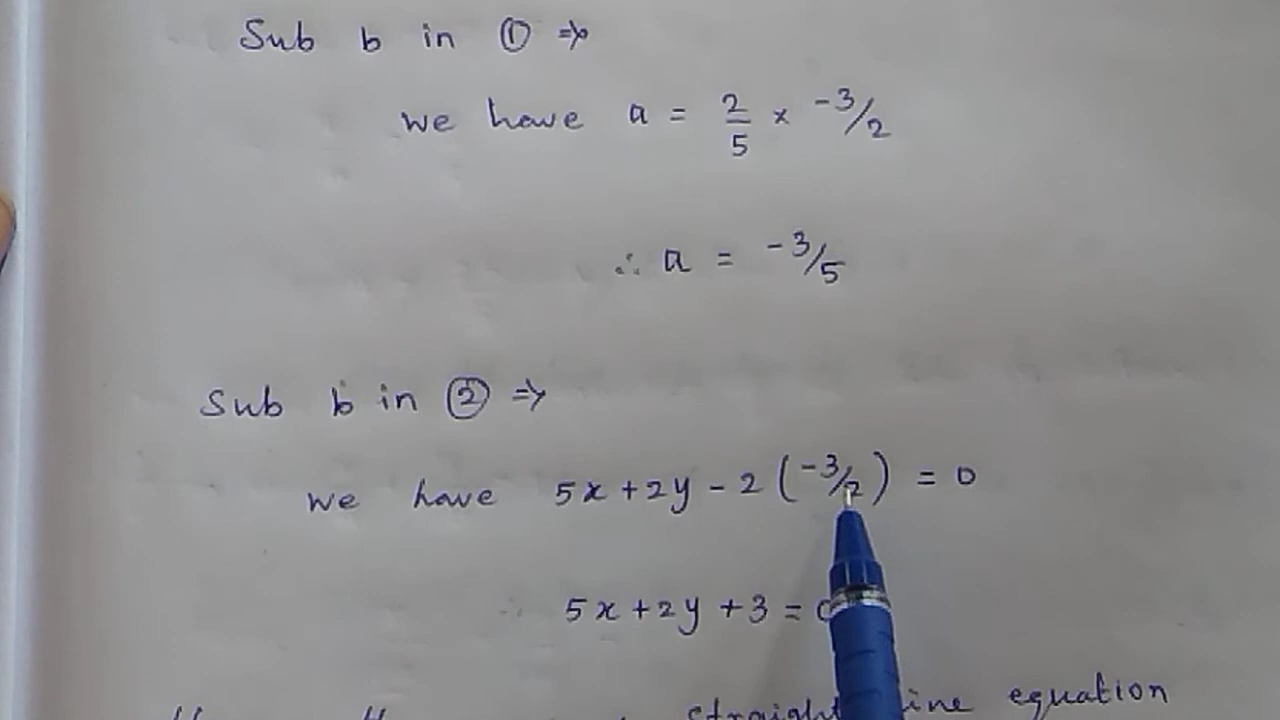 Sub b in ① ⇒
we have a = 2/5 × -3/2
∴ a = -3/5
Sub b in ② ⇒
we have 5x + 2y - 2 (-3/2) = 0
∴ 5x + 2y + 3 =
straight equation